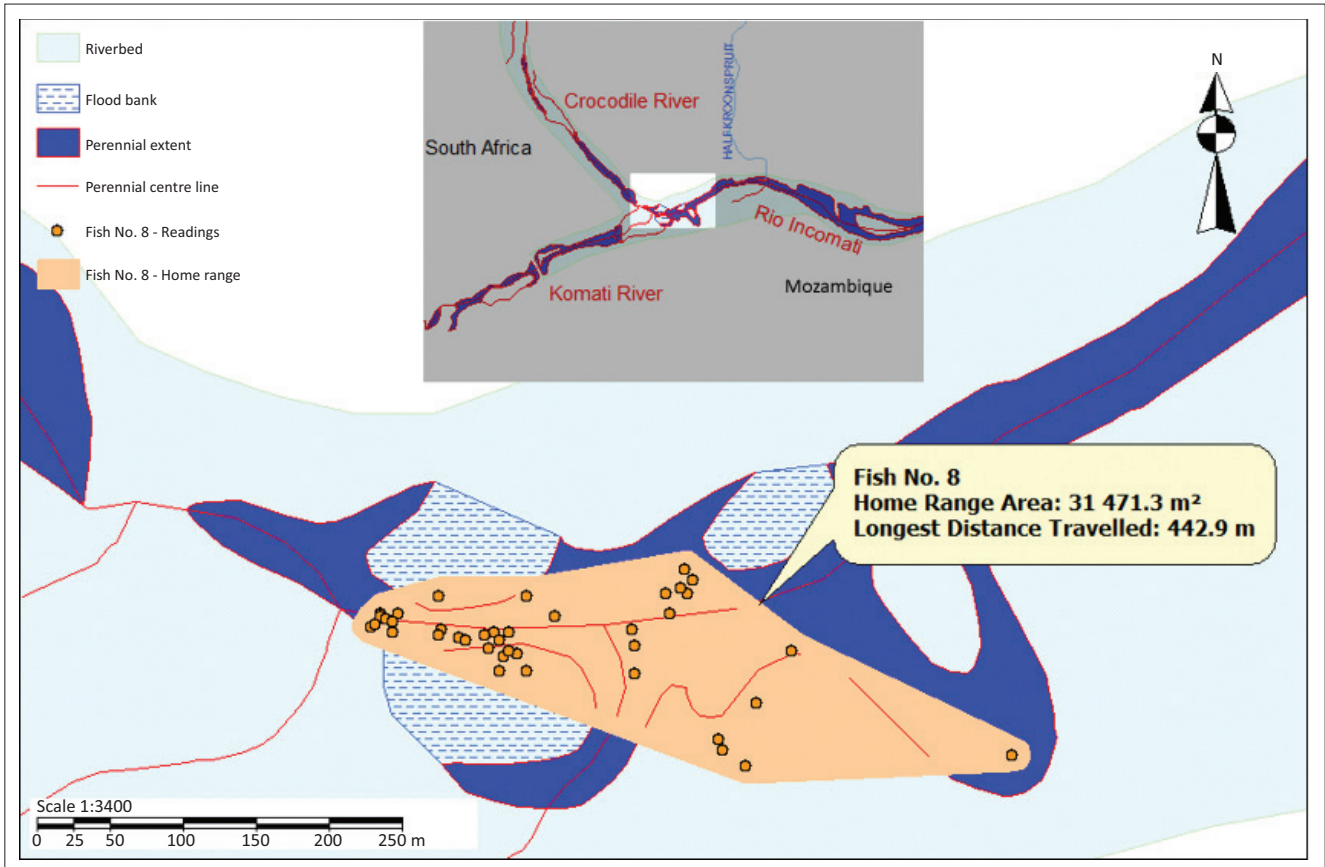 Riverbed
Flood bank
Perennial extent
Perennial centre line
Fish No. 8 - Readings
Fish No. 8 - Home range
Crocodile River
South Africa
HALFKROONSPRUIT
Rio Incomati
Komati River
Mozambique
N
Fish No. 8
Home Range Area: 31 471.3 m²
Longest Distance Travelled: 442.9 m
Scale 1:3400
0 25 50 100 150 200 250 m